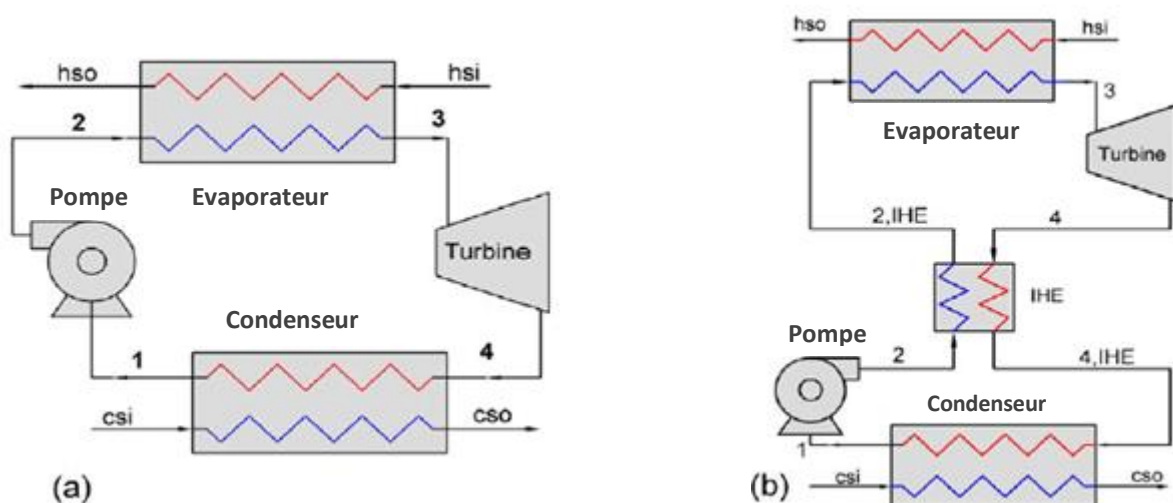 hso
hsi
2
3
Evaporateur
Pompe
Turbine
Condenseur
1
4
csi
cso
(a)
hso
hsi
3
Evaporateur
Turbine
2,IHE
4
IHE
Pompe
2
4,IHE
Condenseur
1
csi
cso
(b)